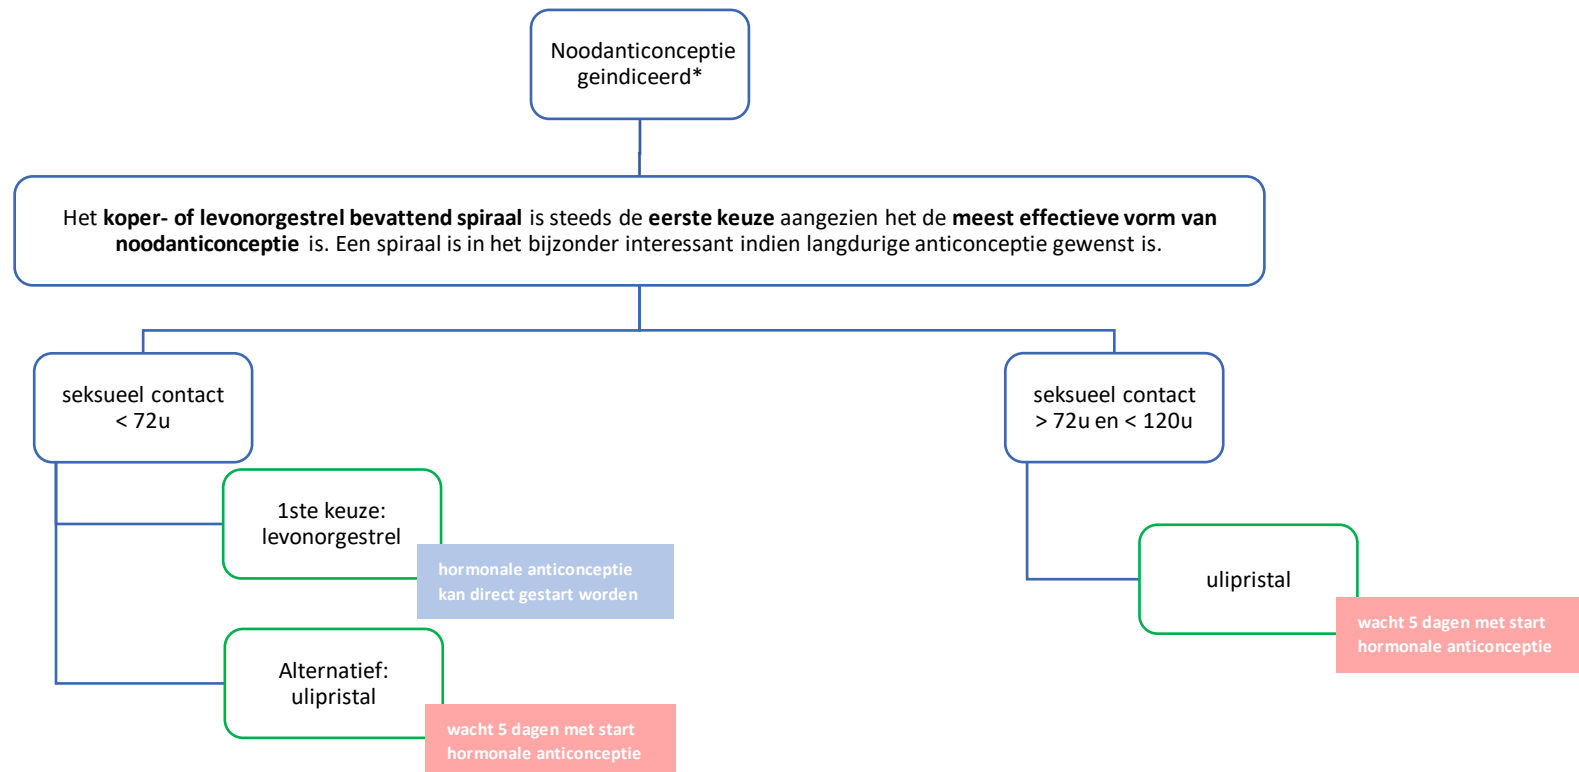 Noodanticonceptie
geindiceerd*
Het koper- of levonorgestrel bevattend spiraal is steeds de eerste keuze aangezien het de meest effectieve vorm van
noodanticonceptie is. Een spiraal is in het bijzonder interessant indien langdurige anticonceptie gewenst is.
seksueel contact
< 72u
seksueel contact
> 72u en < 120u
1ste keuze:
levonorgestrel
hormonale anticonceptie
kan direct gestart worden
ulipristal
wacht 5 dagen met start
hormonale anticonceptie
Alternatief:
ulipristal
wacht 5 dagen met start
hormonale anticonceptie